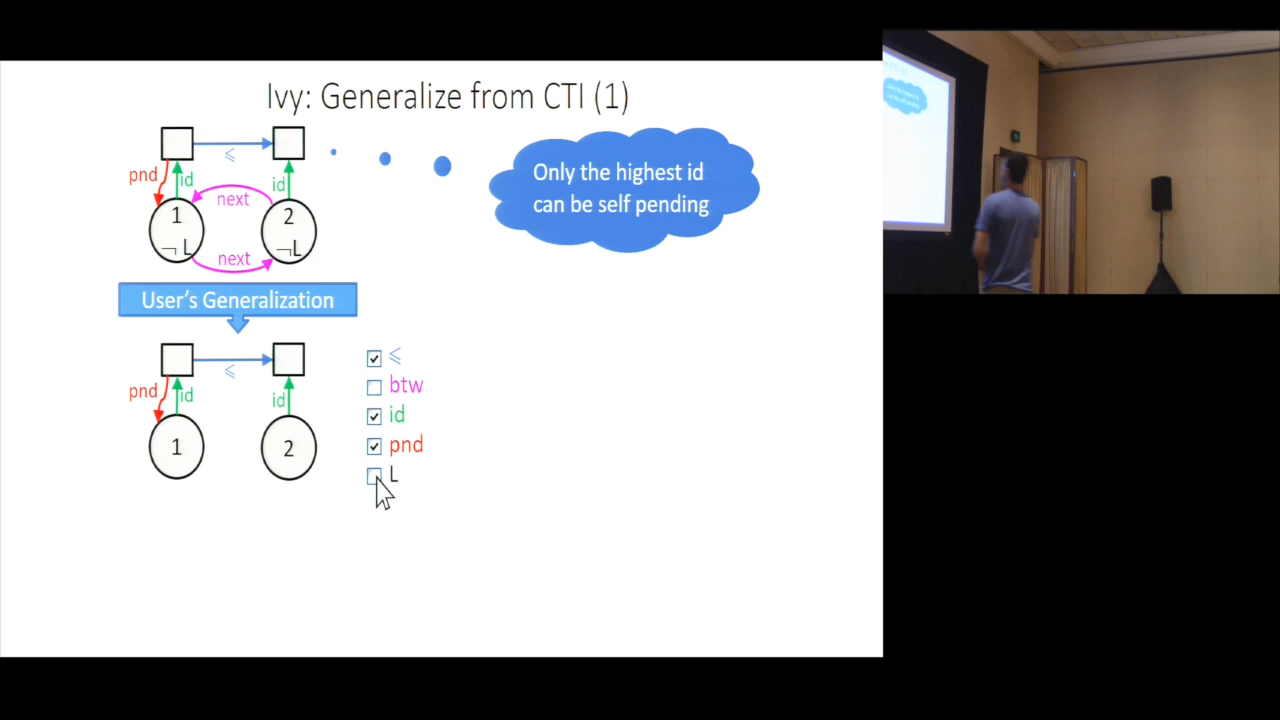 Ivy: Generalize from CTI (1)
≤
pnd
id
id
next
1
¬ L
2
¬L
next
Only the highest id
can be self pending
User's Generalization
≤
pnd
id
id
1
2
≤
btw
id
pnd
L